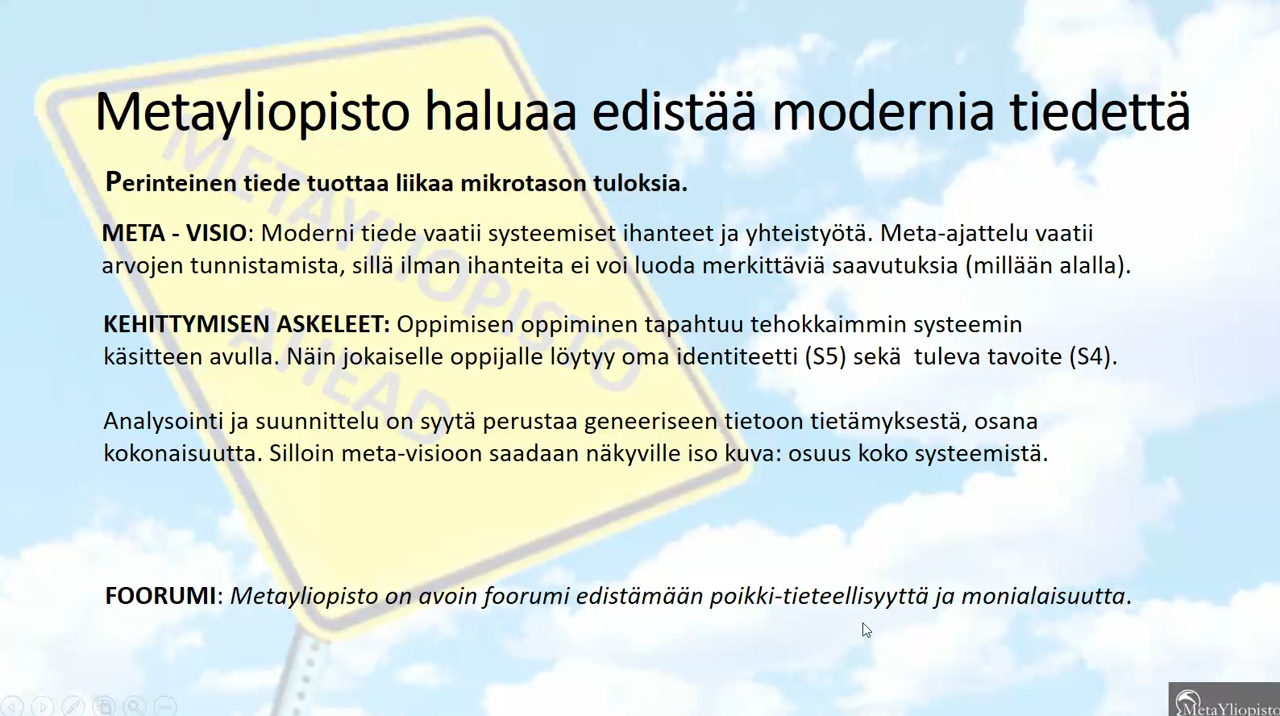 Metayliopisto haluaa edistää modernia tiedettä
Perinteinen tiede tuottaa liikaa mikrotason tuloksia.
META - VISIO: Moderni tiede vaatii systeemiset ihanteet ja yhteistyötä. Meta-ajattelu vaatii
arvojen tunnistamista, sillä ilman ihanteita ei voi luoda merkittäviä saavutuksia (millään alalla).
KEHITTYMISEN ASKELEET: Oppimisen oppiminen tapahtuu tehokkaimmin systeemin
käsitteen avulla. Näin jokaiselle oppijalle löytyy oma identiteetti (S5) sekä  tuleva tavoite (S4).
Analysointi ja suunnittelu on syytä perustaa geneeriseen tietoon tietämyksestä, osana
kokonaisuutta. Silloin meta-visioon saadaan näkyville iso kuva: osuus koko systeemistä.
FOORUMI: Metayliopisto on avoin foorumi edistämään poikki-tieteellisyyttä ja monialaisuutta.
METAYLIOPISTO
AHEAD
MetaYliopisto